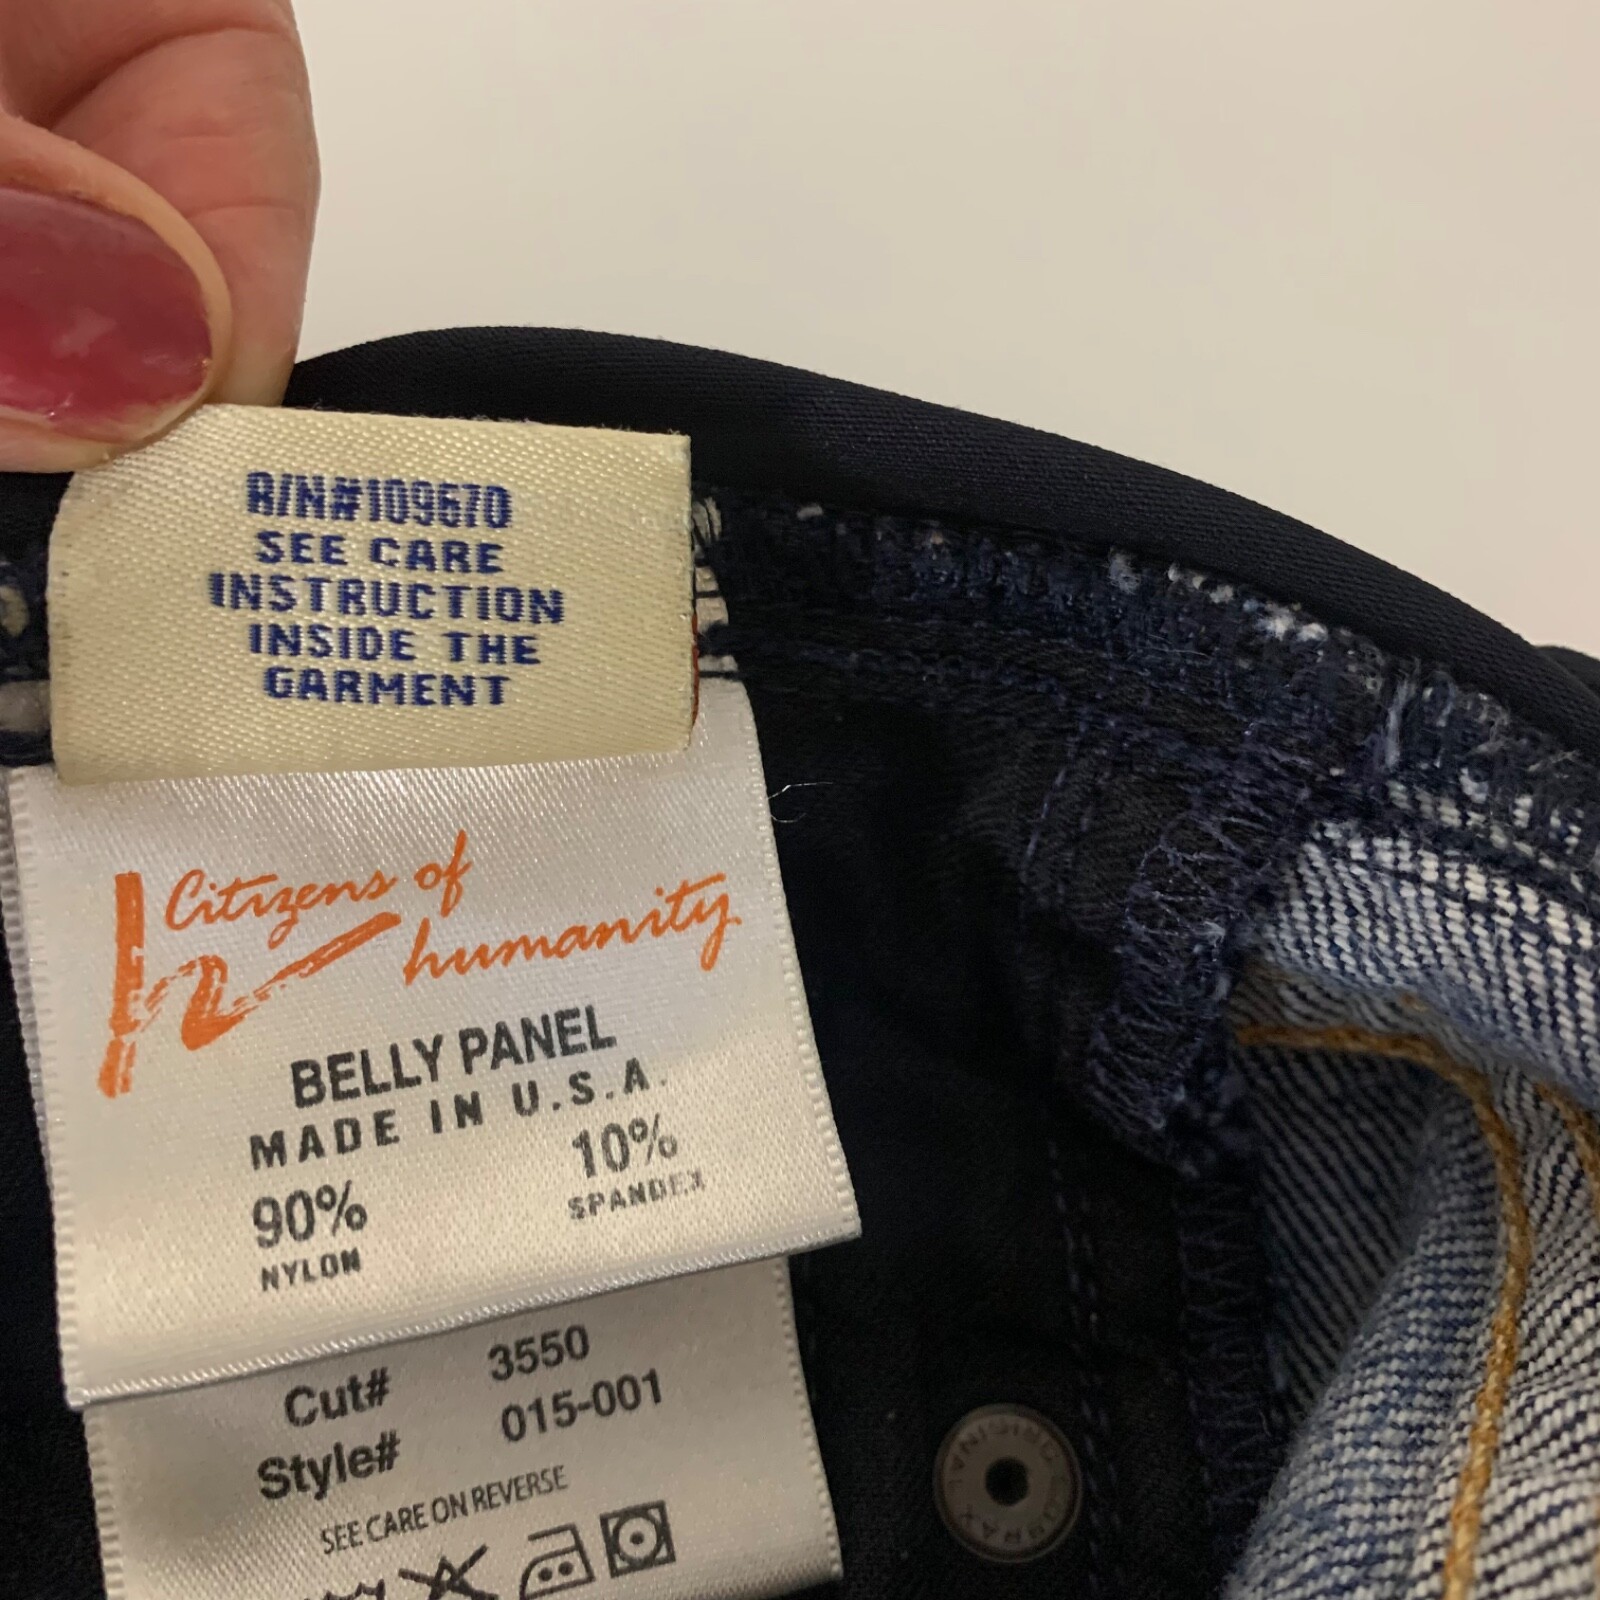 R/N#109670
SEE CARE
INSTRUCTION
INSIDE THE
GARMENT
Citizens of
humanity
BELLY PANEL
MADE IN U.S.A.
90% 10%
NYLON SPANDEX
Cut# 3550
Style# 015-001
SEE CARE ON REVERSE
ORIGINAL